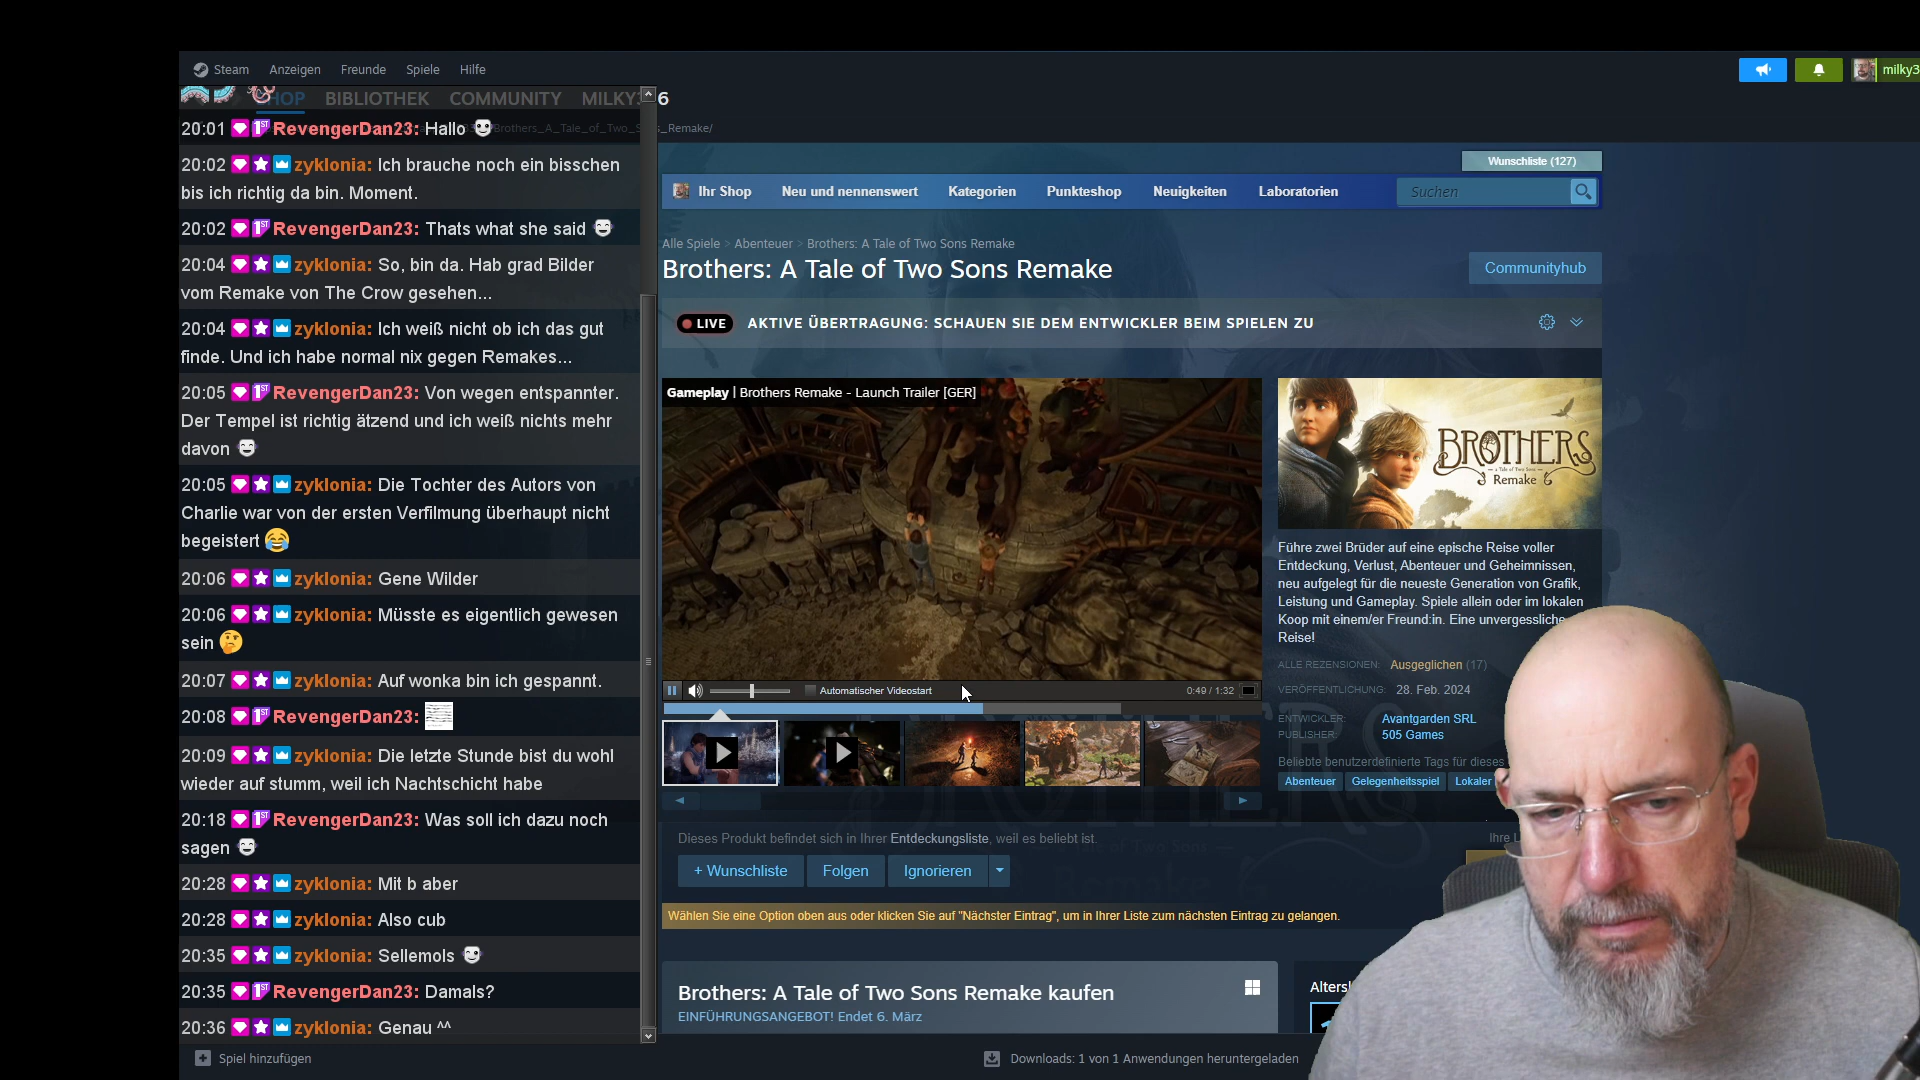 Steam Anzeigen Freunde Spiele Hilfe
milky3
BIBLIOTHEK COMMUNITY
Brothers_A_Tale_of_Two_
_Remake/
20:01 RevengerDan23: Hallo
20:02 zyklonia: Ich brauche noch ein bisschen
bis ich richtig da bin. Moment.
20:02 RevengerDan23: Thats what she said
20:04 zyklonia: So, bin da. Hab grad Bilder
vom Remake von The Crow gesehen...
20:04 zyklonia: Ich weiß nicht ob ich das gut
finde. Und ich habe normal nix gegen Remakes...
20:05 RevengerDan23: Von wegen entspannter.
Der Tempel ist richtig ätzend und ich weiß nichts mehr
davon
20:05 zyklonia: Die Tochter des Autors von
Charlie war von der ersten Verfilmung überhaupt nicht
begeistert
20:06 zyklonia: Gene Wilder
20:06 zyklonia: Müsste es eigentlich gewesen
sein
20:07 zyklonia: Auf wonka bin ich gespannt.
20:08 RevengerDan23:
20:09 zyklonia: Die letzte Stunde bist du wohl
wieder auf stumm, weil ich Nachtschicht habe
20:18 RevengerDan23: Was soll ich dazu noch
sagen
20:28 zyklonia: Mit b aber
20:28 zyklonia: Also cub
20:35 zyklonia: Sellemols
20:35 RevengerDan23: Damals?
20:36 zyklonia: Genau ^^
Wunschliste (127)
Ihr Shop Neu und nennenswert Kategorien Punkteshop Neuigkeiten Laboratorien Suchen
Alle Spiele > Abenteuer > Brothers: A Tale of Two Sons Remake
Brothers: A Tale of Two Sons Remake
Communityhub
LIVE AKTIVE ÜBERTRAGUNG: SCHAUEN SIE DEM ENTWICKLER BEIM SPIELEN ZU
Gameplay | Brothers Remake - Launch Trailer [GER]
Automatischer Videostart 0:49 / 1:32
BROTHERS
a Tale of Two Sons
Remake
Führe zwei Brüder auf eine epische Reise voller
Entdeckung, Verlust, Abenteuer und Geheimnissen,
neu aufgelegt für die neueste Generation von Grafik,
Leistung und Gameplay. Spiele allein oder im lokalen
Koop mit einem/er Freund:in. Eine unvergessliche
Reise!
ALLE REZENSIONEN: Ausgeglichen (17)
VERÖFFENTLICHUNG: 28. Feb. 2024
ENTWICKLER: Avantgarden SRL
PUBLISHER: 505 Games
Beliebte benutzerdefinierte Tags für dieses
Abenteuer Gelegenheitsspiel Lokaler
Dieses Produkt befindet sich in Ihrer Entdeckungsliste, weil es beliebt ist.
Ihre
+ Wunschliste Folgen Ignorieren
Wählen Sie eine Option oben aus oder klicken Sie auf "Nächster Eintrag", um in Ihrer Liste zum nächsten Eintrag zu gelangen.
Brothers: A Tale of Two Sons Remake kaufen
EINFÜHRUNGSANGEBOT! Endet 6. März
Spiel hinzufügen
Downloads: 1 von 1 Anwendungen heruntergeladen